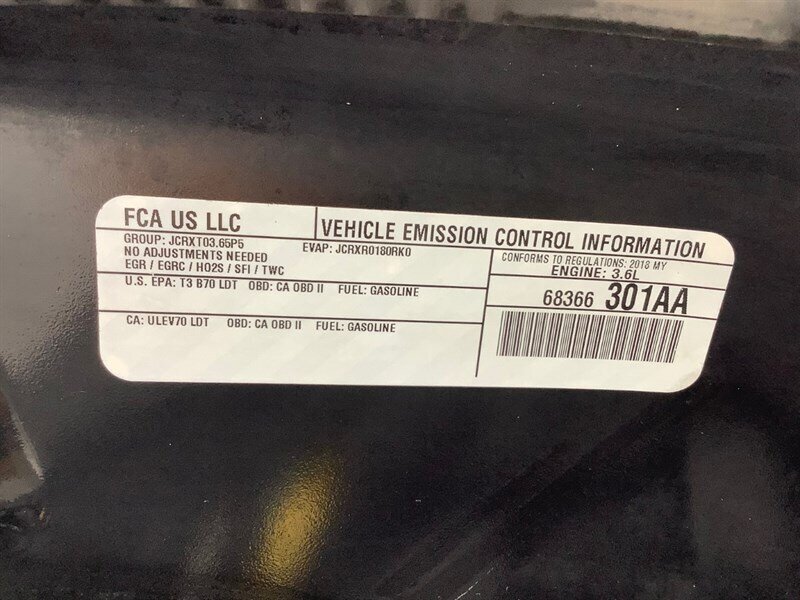 FCA US LLC
VEHICLE EMISSION CONTROL INFORMATION
GROUP: JCRXT03.65P5 EVAP: JCRXR0180RK0
NO ADJUSTMENTS NEEDED
EGR / EGRC / HO2S / SFI / TWC
CONFORMS TO REGULATIONS: 2018 MY
ENGINE: 3.6L
U.S. EPA: T3 B70 LDT OBD: CA OBD II FUEL: GASOLINE
68366 301AA
CA: ULEV70 LDT OBD: CA OBD II FUEL: GASOLINE